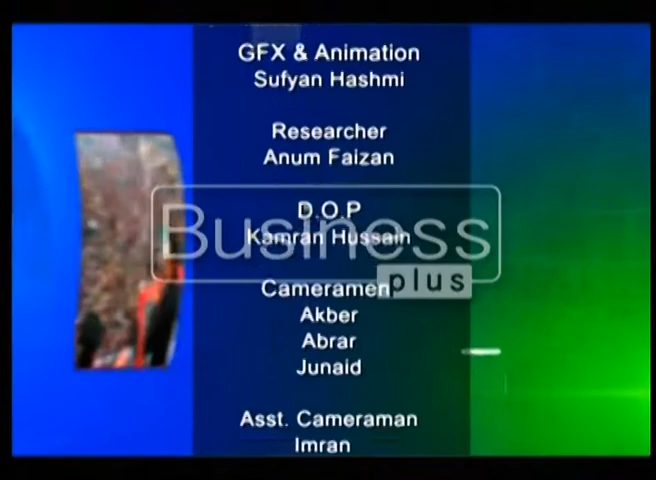 GFX & Animation
Sufyan Hashmi
Researcher
Anum Faizan
D.O.P
Kamran Hussain
Business
plus
Cameramen
Akber
Abrar
Junaid
Asst. Cameraman
Imran